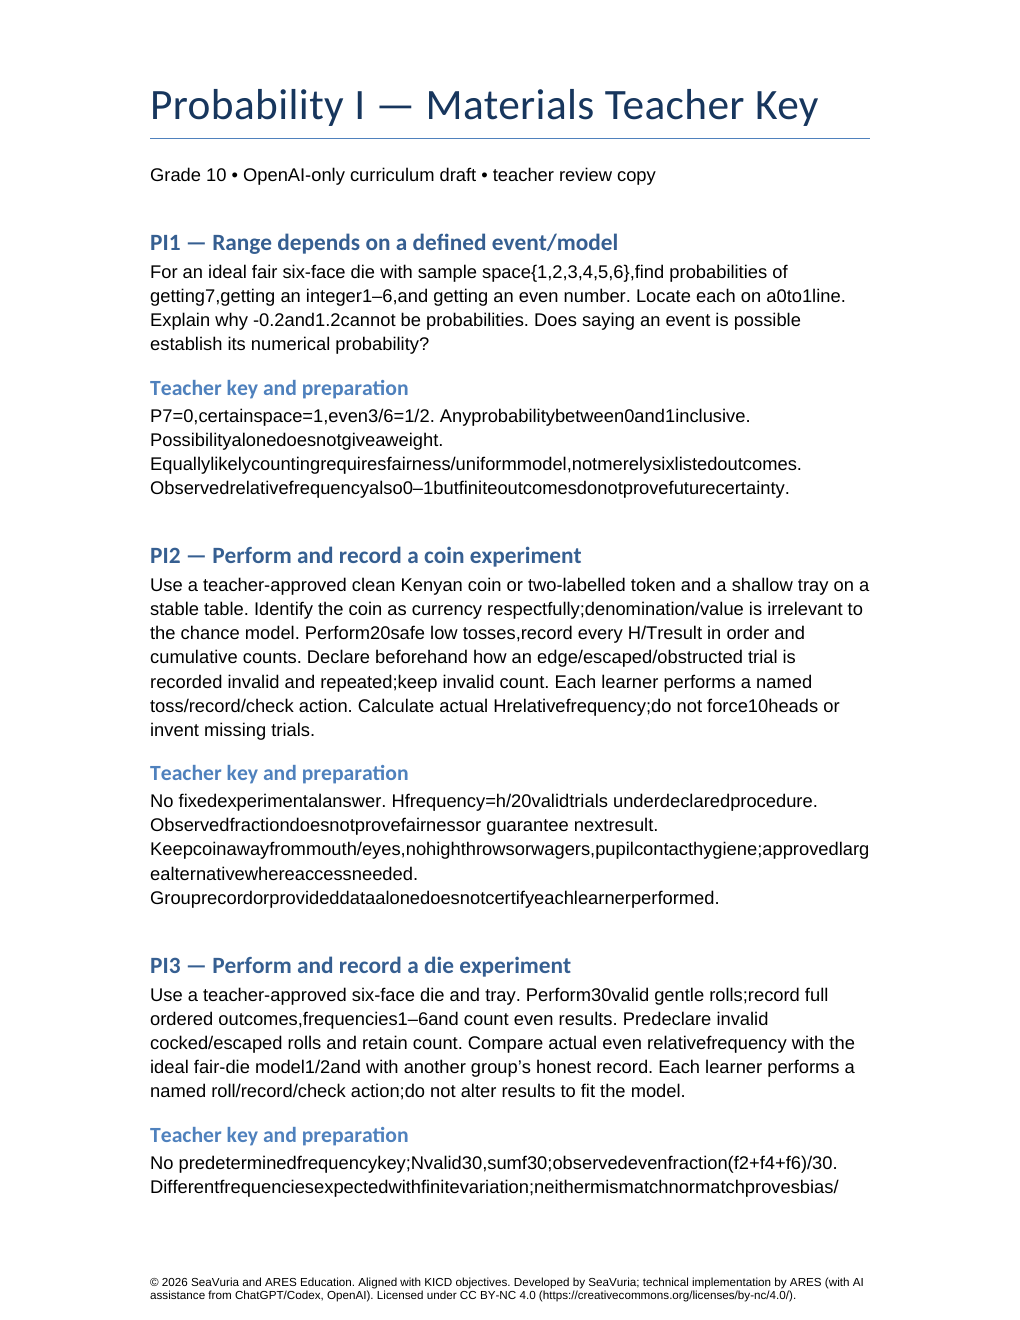 Probability I — Materials Teacher Key
Grade 10 • OpenAI-only curriculum draft • teacher review copy
PI1 — Range depends on a defined event/model
For an ideal fair six-face die with sample space{1,2,3,4,5,6},find probabilities of
getting7,getting an integer1–6,and getting an even number. Locate each on a0to1line.
Explain why -0.2and1.2cannot be probabilities. Does saying an event is possible
establish its numerical probability?
Teacher key and preparation
P7=0,certainspace=1,even3/6=1/2. Anyprobabilitybetween0and1inclusive.
Possibilityalonedoesnotgiveaweight.
Equallylikelycountingrequiresfairness/uniformmodel,notmerelysixlistedoutcomes.
Observedrelativefrequencyalso0–1butfiniteoutcomesdonotprovefuturecertainty.
PI2 — Perform and record a coin experiment
Use a teacher-approved clean Kenyan coin or two-labelled token and a shallow tray on a
stable table. Identify the coin as currency respectfully;denomination/value is irrelevant to
the chance model. Perform20safe low tosses,record every H/Tresult in order and
cumulative counts. Declare beforehand how an edge/escaped/obstructed trial is
recorded invalid and repeated;keep invalid count. Each learner performs a named
toss/record/check action. Calculate actual Hrelativefrequency;do not force10heads or
invent missing trials.
Teacher key and preparation
No fixedexperimentalanswer. Hfrequency=h/20validtrials underdeclaredprocedure.
Observedfractiondoesnotprovefairnessor guarantee nextresult.
Keepcoinawayfrommouth/eyes,nohighthrowsorwagers,pupilcontacthygiene;approvedlarg
ealternativewhereaccessneeded.
Grouprecordorprovideddataalonedoesnotcertifyeachlearnerperformed.
PI3 — Perform and record a die experiment
Use a teacher-approved six-face die and tray. Perform30valid gentle rolls;record full
ordered outcomes,frequencies1–6and count even results. Predeclare invalid
cocked/escaped rolls and retain count. Compare actual even relativefrequency with the
ideal fair-die model1/2and with another group’s honest record. Each learner performs a
named roll/record/check action;do not alter results to fit the model.
Teacher key and preparation
No predeterminedfrequencykey;Nvalid30,sumf30;observedevenfraction(f2+f4+f6)/30.
Differentfrequenciesexpectedwithfinitevariation;neithermismatchnormatchprovesbias/
© 2026 SeaVuria and ARES Education. Aligned with KICD objectives. Developed by SeaVuria; technical implementation by ARES (with AI
assistance from ChatGPT/Codex, OpenAI). Licensed under CC BY-NC 4.0 (https://creativecommons.org/licenses/by-nc/4.0/).